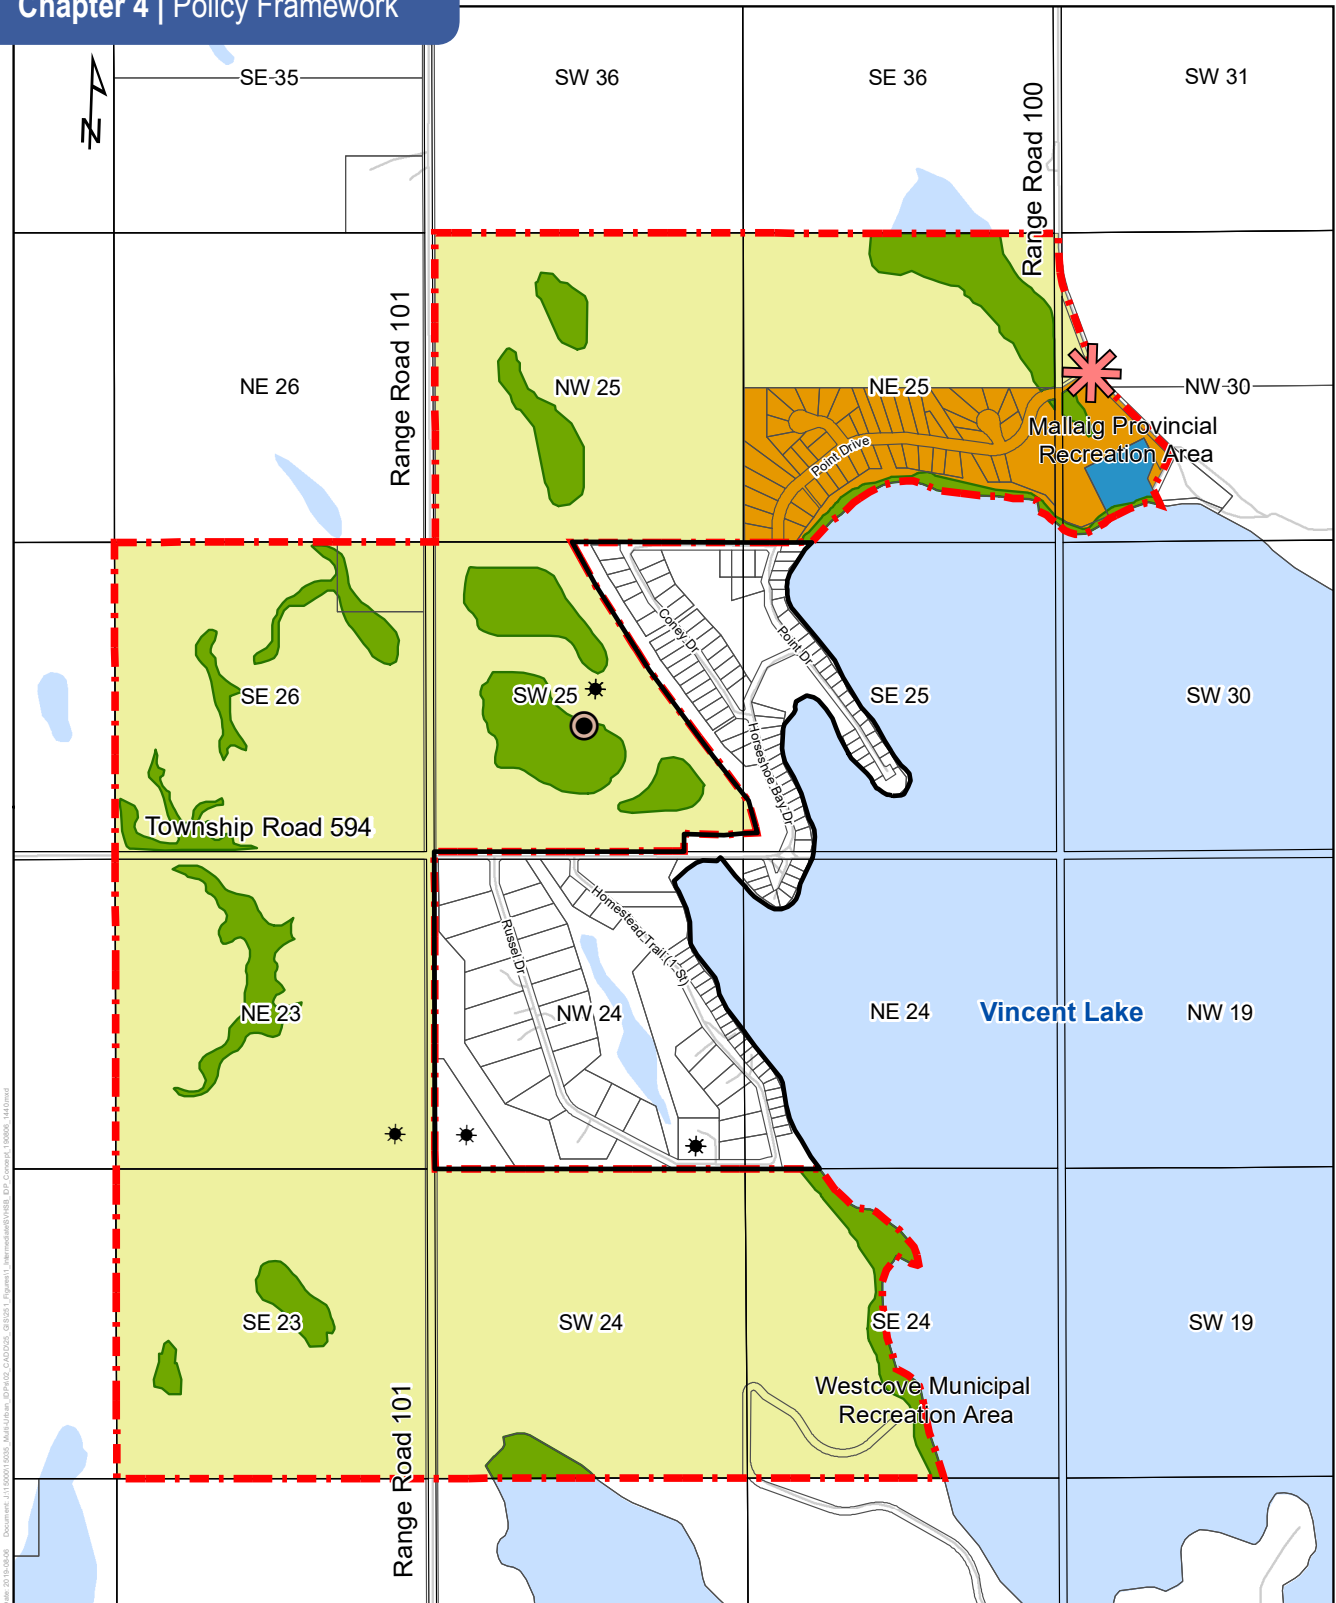 Chapter 4 | Policy Framework
N
SE 35
SW 36
SE 36
SW 31
Range Road 100
Range Road 101
NE 26
NW 25
NE 25
NW 30
Mallaig Provincial
Recreation Area
Point Drive
Coney Dr
Point Dr
SE 26
SW 25
SE 25
SW 30
Horseshoe Bay Dr
Township Road 594
Homestead Trail (1 St)
Russel Dr
NE 23
NW 24
NE 24
Vincent Lake
NW 19
SE 23
SW 24
SE 24
SW 19
Westcove Municipal
Recreation Area
Range Road 101